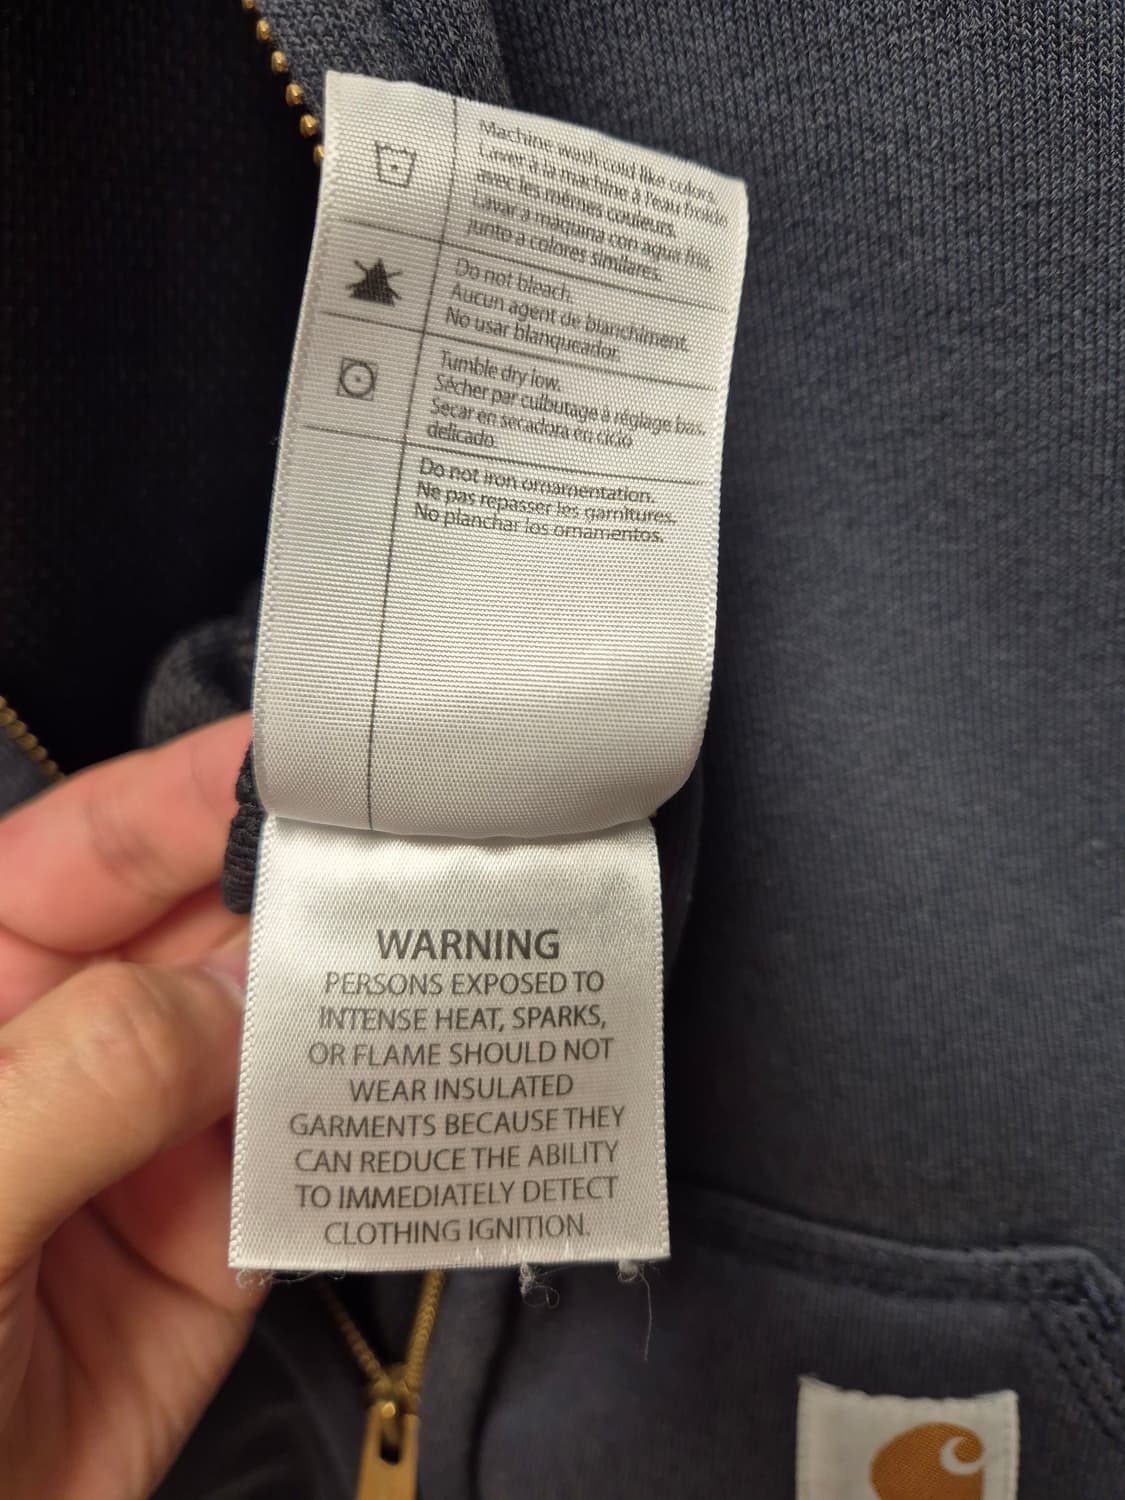 Machine wash cold like colors.
Laver à la machine à l'eau froide
avec les mêmes couleurs.
Lavar a maquina con agua fria
junto a colores similares.
Do not bleach.
Aucun agent de blanchiment.
No usar blanqueador.
Tumble dry low.
Sécher par culbutage à réglage bas.
Secar en secadora en ciclo
delicado.
Do not iron ornamentation.
Ne pas repasser les garnitures.
No planchar los ornamentos.
WARNING
PERSONS EXPOSED TO
INTENSE HEAT, SPARKS,
OR FLAME SHOULD NOT
WEAR INSULATED
GARMENTS BECAUSE THEY
CAN REDUCE THE ABILITY
TO IMMEDIATELY DETECT
CLOTHING IGNITION.